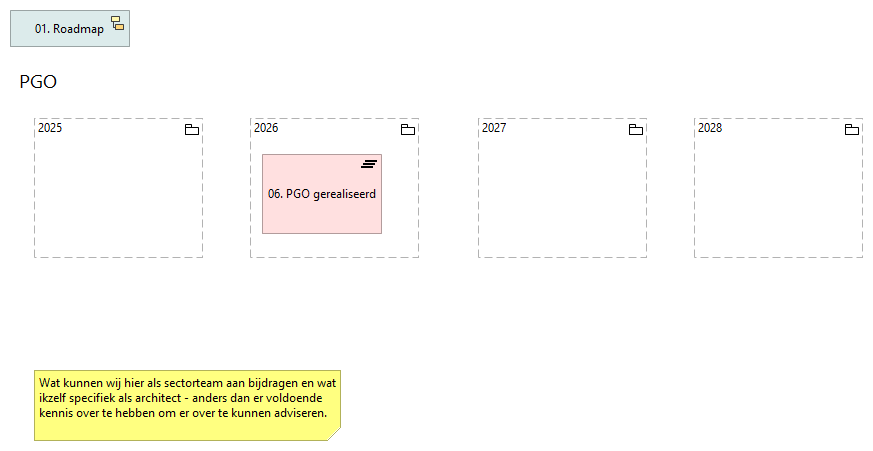 01. Roadmap
PGO
2025
2026
2027
2028
06. PGO gerealiseerd
Wat kunnen wij hier als sectorteam aan bijdragen en wat
ikzelf specifiek als architect - anders dan er voldoende
kennis over te hebben om er over te kunnen adviseren.